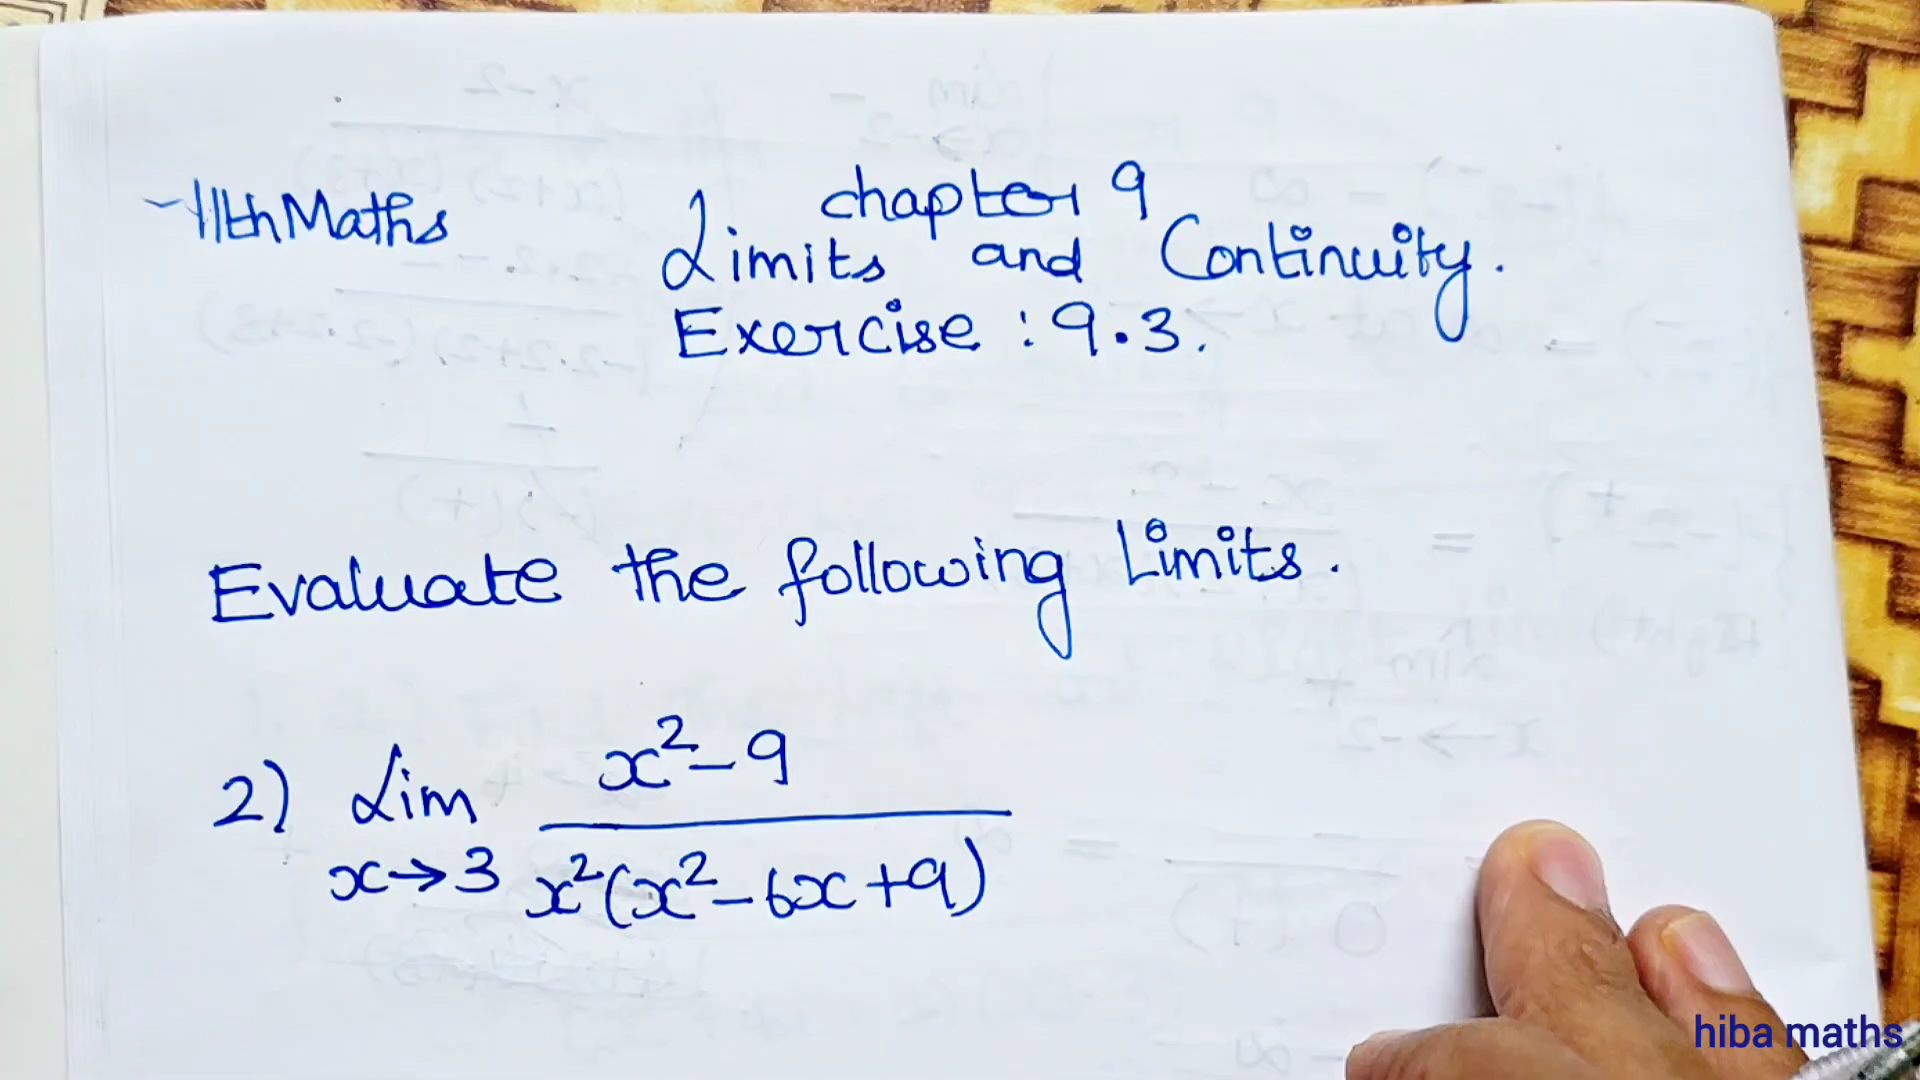 11th Maths
chapter 9
Limits and Continuity.
Exercise : 9.3.
Evaluate the following Limits.
2) Lim x²-9
x→3 x²(x²-6x+9)
hiba maths